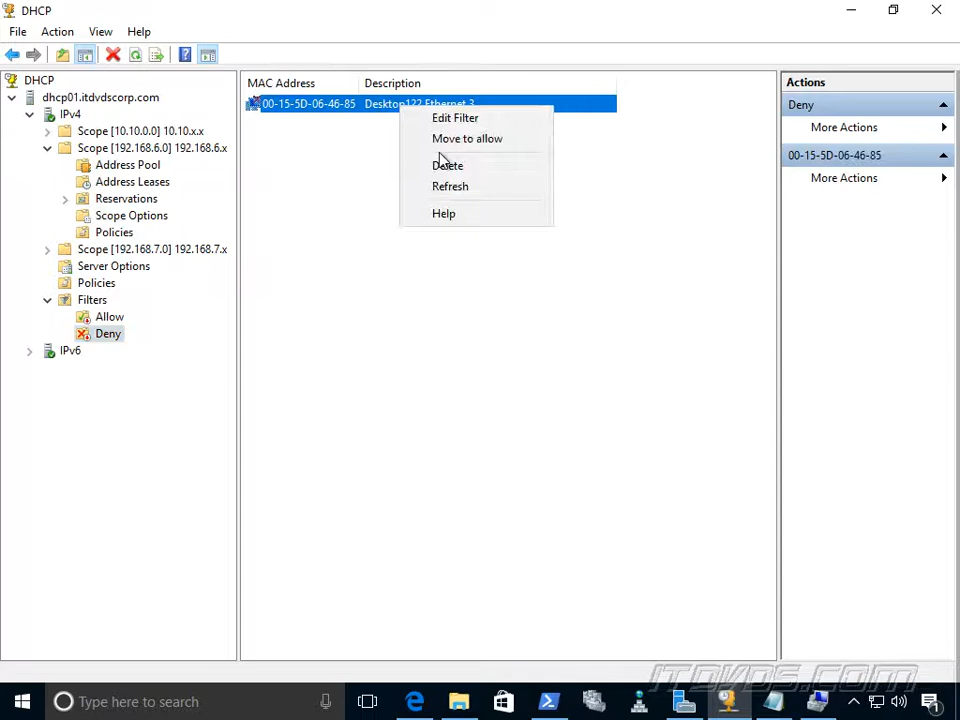 DHCP
File Action View Help
DHCP
dhcp01.itdvdscorp.com
IPv4
Scope [10.10.0.0] 10.10.x.x
Scope [192.168.6.0] 192.168.6.x
Address Pool
Address Leases
Reservations
Scope Options
Policies
Scope [192.168.7.0] 192.168.7.x
Server Options
Policies
Filters
Allow
Deny
IPv6
MAC Address Description
00-15-5D-06-46-85 Desktop122 Ethernet 3
Edit Filter
Move to allow
Delete
Refresh
Help
Actions
Deny
More Actions
00-15-5D-06-46-85
More Actions
ITDVDS.COM
Type here to search
1